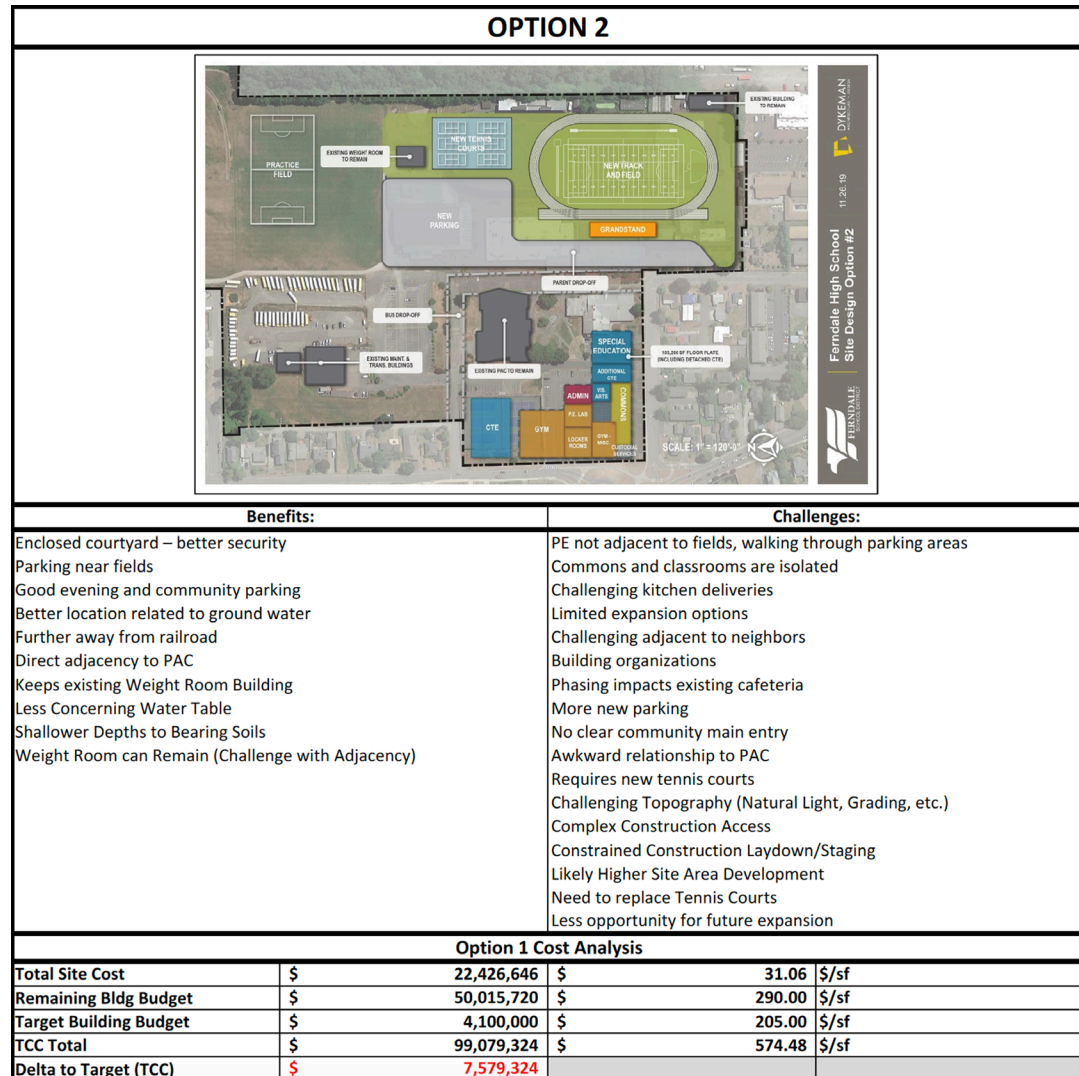 OPTION 2
EXISTING BUILDING
TO REMAIN
NEW TENNIS
COURTS
EXISTING WEIGHT ROOM
TO REMAIN
PRACTICE
FIELD
NEW TRACK
AND FIELD
NEW
PARKING
GRANDSTAND
PARENT DROP-OFF
BUS DROP-OFF
SPECIAL
EDUCATION
(INCLUDING DETACHED CTE)
EXISTING MAINT. &
TRANS. BUILDINGS
EXISTING PAC TO REMAIN
ADDITIONAL
CTE
VIS.
ARTS
ADMIN
COMMONS
P.E. LAB
CTE
GYM
LOCKER
ROOMS
GYM -
MISC.
CUSTODIAL
SERVICES
SCALE: 1" = 120'-0"
DYKEMAN
11.26.19
Ferndale High School
Site Design Option #2
FERNDALE
SCHOOL DISTRICT
Benefits:
Enclosed courtyard – better security
Parking near fields
Good evening and community parking
Better location related to ground water
Further away from railroad
Direct adjacency to PAC
Keeps existing Weight Room Building
Less Concerning Water Table
Shallower Depths to Bearing Soils
Weight Room can Remain (Challenge with Adjacency)
Challenges:
PE not adjacent to fields, walking through parking areas
Commons and classrooms are isolated
Challenging kitchen deliveries
Limited expansion options
Challenging adjacent to neighbors
Building organizations
Phasing impacts existing cafeteria
More new parking
No clear community main entry
Awkward relationship to PAC
Requires new tennis courts
Challenging Topography (Natural Light, Grading, etc.)
Complex Construction Access
Constrained Construction Laydown/Staging
Likely Higher Site Area Development
Need to replace Tennis Courts
Less opportunity for future expansion
Option 1 Cost Analysis
Total Site Cost $ 22,426,646 $ 31.06 $/sf
Remaining Bldg Budget $ 50,015,720 $ 290.00 $/sf
Target Building Budget $ 4,100,000 $ 205.00 $/sf
TCC Total $ 99,079,324 $ 574.48 $/sf
Delta to Target (TCC) $ 7,579,324